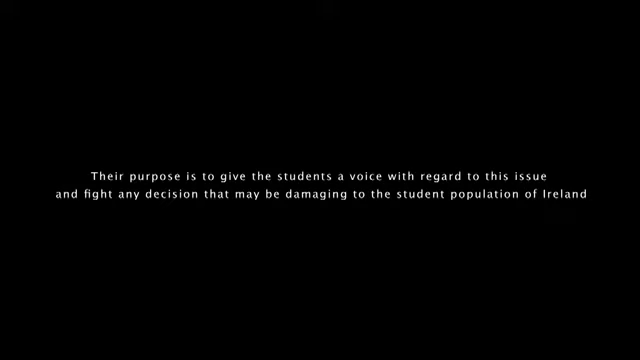 Their purpose is to give the students a voice with regard to this issue
and fight any decision that may be damaging to the student population of Ireland